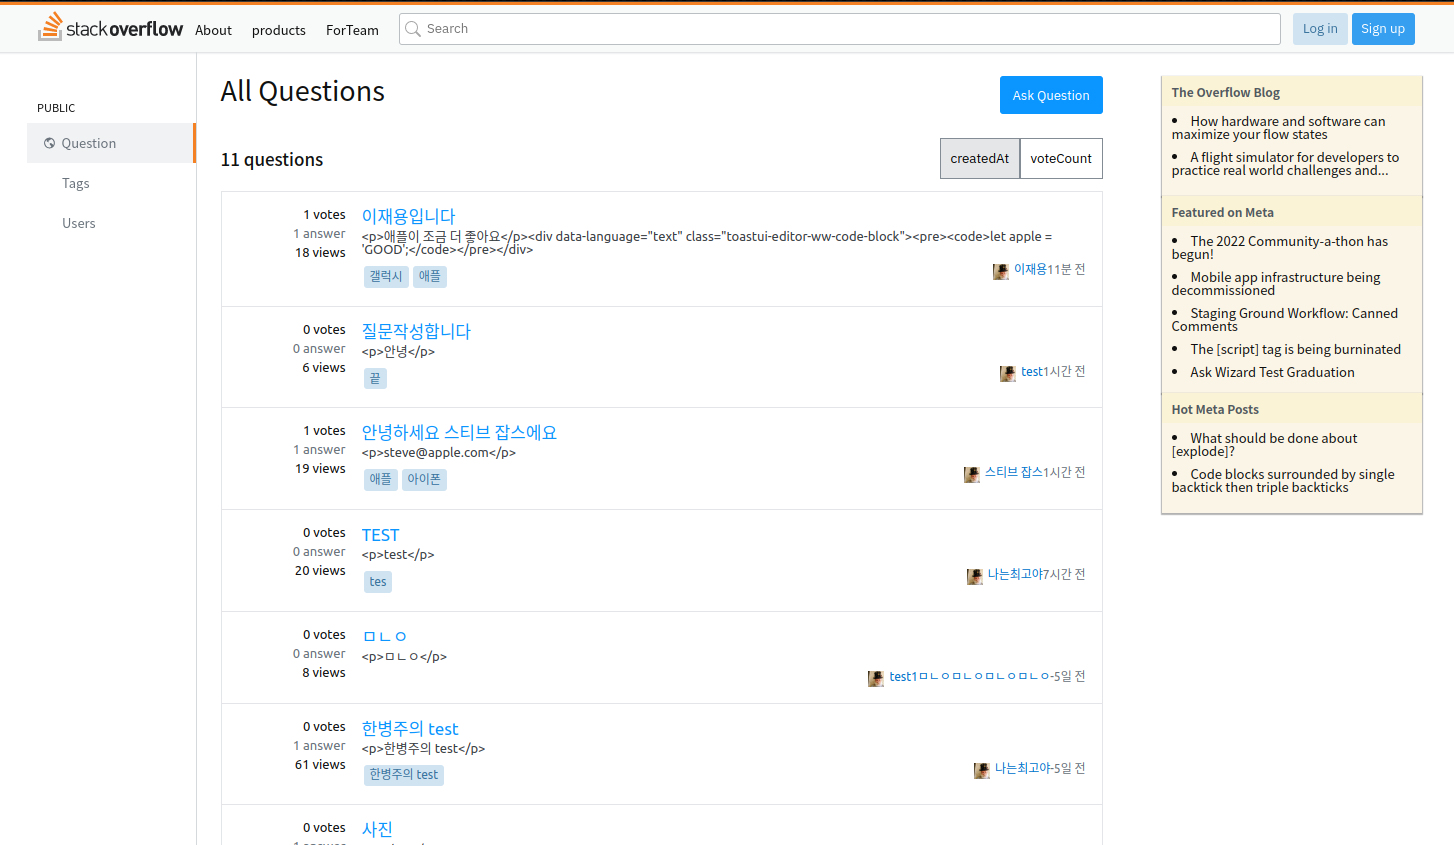 stackoverflow About products ForTeam Search Log in Sign up
PUBLIC
Question
Tags
Users
All Questions
Ask Question
11 questions
createdAt voteCount
1 votes
1 answer
18 views
이재용입니다
<p>애플이 조금 더 좋아요</p><div data-language="text" class="toastui-editor-ww-code-block"><pre><code>let apple =
'GOOD';</code></pre></div>
갤럭시 애플
이재용11분 전
0 votes
0 answer
6 views
질문작성합니다
<p>안녕</p>
끝
test1시간 전
1 votes
1 answer
19 views
안녕하세요 스티브 잡스에요
<p>steve@apple.com</p>
애플 아이폰
스티브 잡스1시간 전
0 votes
0 answer
20 views
TEST
<p>test</p>
tes
나는최고야7시간 전
0 votes
0 answer
8 views
ㅁㄴㅇ
<p>ㅁㄴㅇ</p>
test1ㅁㄴㅇㅁㄴㅇㅁㄴㅇㅁㄴㅇ-5일 전
0 votes
1 answer
61 views
한병주의 test
<p>한병주의 test</p>
한병주의 test
나는최고야-5일 전
0 votes
사진
The Overflow Blog
How hardware and software can
maximize your flow states
A flight simulator for developers to
practice real world challenges and...
Featured on Meta
The 2022 Community-a-thon has
begun!
Mobile app infrastructure being
decommissioned
Staging Ground Workflow: Canned
Comments
The [script] tag is being burninated
Ask Wizard Test Graduation
Hot Meta Posts
What should be done about
[explode]?
Code blocks surrounded by single
backtick then triple backticks